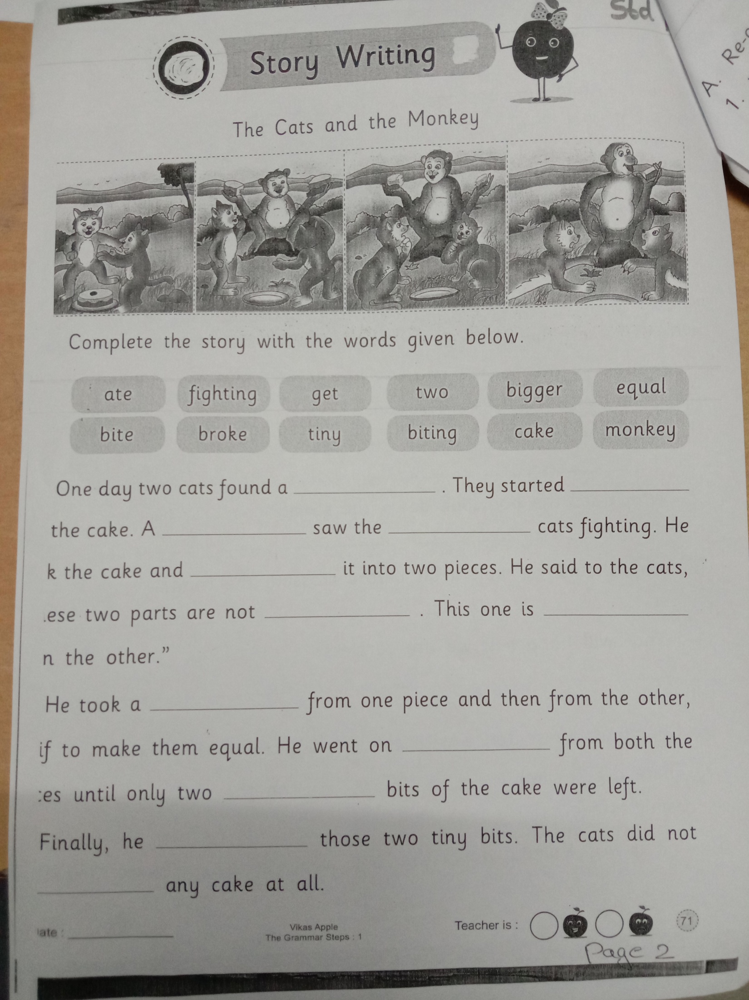 Std
Story Writing
A. Re-
1.
The Cats and the Monkey
Complete the story with the words given below.
ate fighting get two bigger equal
bite broke tiny biting cake monkey
One day two cats found a ____________ . They started ____________
the cake. A ____________ saw the ____________ cats fighting. He
k the cake and ____________ it into two pieces. He said to the cats,
ese two parts are not ____________ . This one is ____________
n the other.”
He took a ____________ from one piece and then from the other,
if to make them equal. He went on ____________ from both the
es until only two ____________ bits of the cake were left.
Finally, he ____________ those two tiny bits. The cats did not
____________ any cake at all.
ate : ____________
Vikas Apple
The Grammar Steps : 1
Teacher is :
71
Page 2